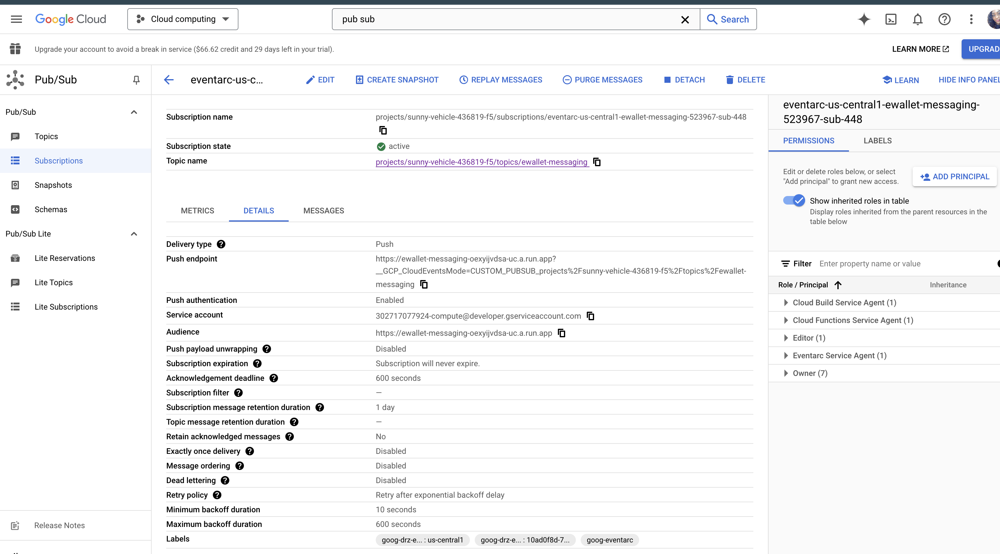 Google Cloud
Cloud computing
pub sub
Search
Upgrade your account to avoid a break in service ($66.62 credit and 29 days left in your trial).
LEARN MORE
UPGRAD
Pub/Sub
eventarc-us-c...
EDIT
CREATE SNAPSHOT
REPLAY MESSAGES
PURGE MESSAGES
DETACH
DELETE
LEARN
HIDE INFO PANEL
Pub/Sub
Topics
Subscriptions
Snapshots
Schemas
Pub/Sub Lite
Lite Reservations
Lite Topics
Lite Subscriptions
Release Notes
Subscription name
projects/sunny-vehicle-436819-f5/subscriptions/eventarc-us-central1-ewallet-messaging-523967-sub-448
Subscription state
active
Topic name
projects/sunny-vehicle-436819-f5/topics/ewallet-messaging
METRICS
DETAILS
MESSAGES
Delivery type
Push
Push endpoint
https://ewallet-messaging-oexyijvdsa-uc.a.run.app?
__GCP_CloudEventsMode=CUSTOM_PUBSUB_projects%2Fsunny-vehicle-436819-f5%2Ftopics%2Fewallet-
messaging
Push authentication
Enabled
Service account
302717077924-compute@developer.gserviceaccount.com
Audience
https://ewallet-messaging-oexyijvdsa-uc.a.run.app
Push payload unwrapping
Disabled
Subscription expiration
Subscription will never expire.
Acknowledgement deadline
600 seconds
Subscription filter
—
Subscription message retention duration
1 day
Topic message retention duration
—
Retain acknowledged messages
No
Exactly once delivery
Disabled
Message ordering
Disabled
Dead lettering
Disabled
Retry policy
Retry after exponential backoff delay
Minimum backoff duration
10 seconds
Maximum backoff duration
600 seconds
Labels
goog-drz-e... : us-central1
goog-drz-e... : 10ad0f8d-7...
goog-eventarc
eventarc-us-central1-ewallet-messaging-
523967-sub-448
PERMISSIONS
LABELS
Edit or delete roles below, or select
"Add principal" to grant new access.
ADD PRINCIPAL
Show inherited roles in table
Display roles inherited from the parent resources in the
table below
Filter
Enter property name or value
Role / Principal
Inheritance
Cloud Build Service Agent (1)
Cloud Functions Service Agent (1)
Editor (1)
Eventarc Service Agent (1)
Owner (7)